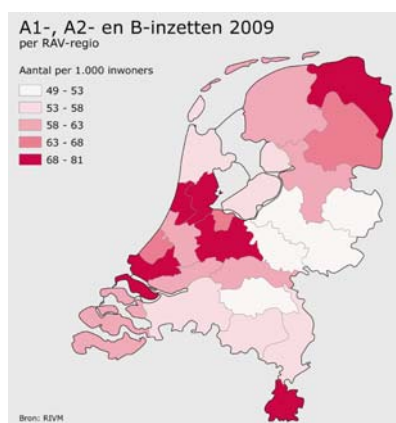 A1-, A2- en B-inzetten 2009
per RAV-regio
Aantal per 1.000 inwoners
49 - 53
53 - 58
58 - 63
63 - 68
68 - 81
Bron: RIVM